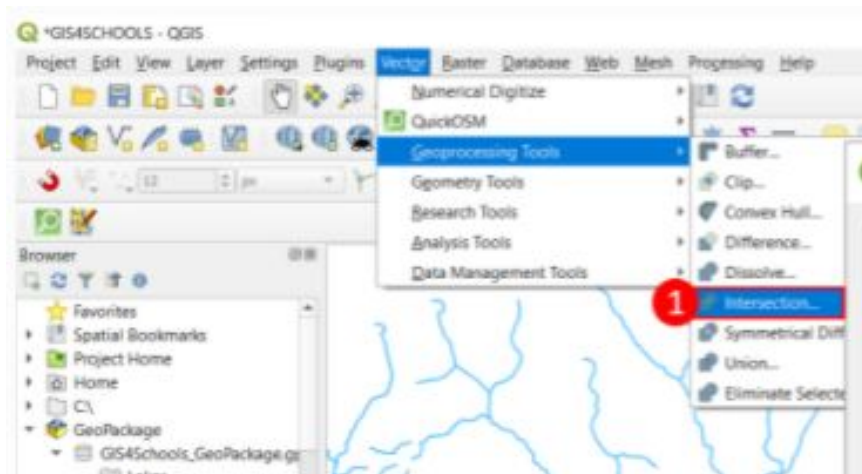 *GIS4SCHOOLS - QGIS
Project Edit View Layer Settings Plugins Vector Raster Database Web Mesh Processing Help
Numerical Digitize
QuickOSM
Geoprocessing Tools
Buffer...
Geometry Tools
Clip...
12 px
Research Tools
Convex Hull...
Analysis Tools
Difference...
Browser
Data Management Tools
Dissolve...
1 Intersection...
Favorites
Spatial Bookmarks
Symmetrical Diff
Project Home
Union...
Home
Eliminate Selecte
C:\
GeoPackage
GIS4Schools_GeoPackage.gp